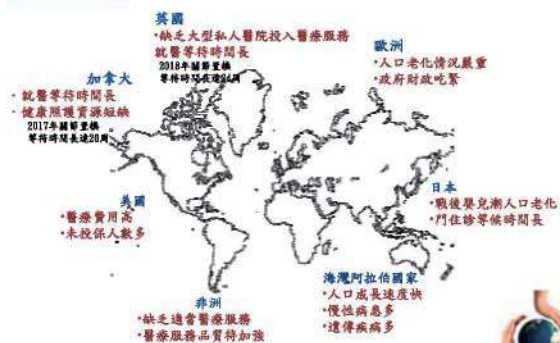 英國
•缺乏大型私人醫院投入醫療服務
就醫等待時間長
2018年關節置換
等待時間長達24周
歐洲
•人口老化情況嚴重
•政府財政吃緊
加拿大
•就醫等待時間長
•健康照護資源短缺
2017年關節置換
等待時間長達26周
美國
•醫療費用高
•未投保人數多
日本
•戰後嬰兒潮人口老化
•門住診等候時間長
非洲
•缺乏適當醫療服務
•醫療服務品質待加強
海灣阿拉伯國家
•人口成長速度快
•慢性病患多
•遺傳疾病多